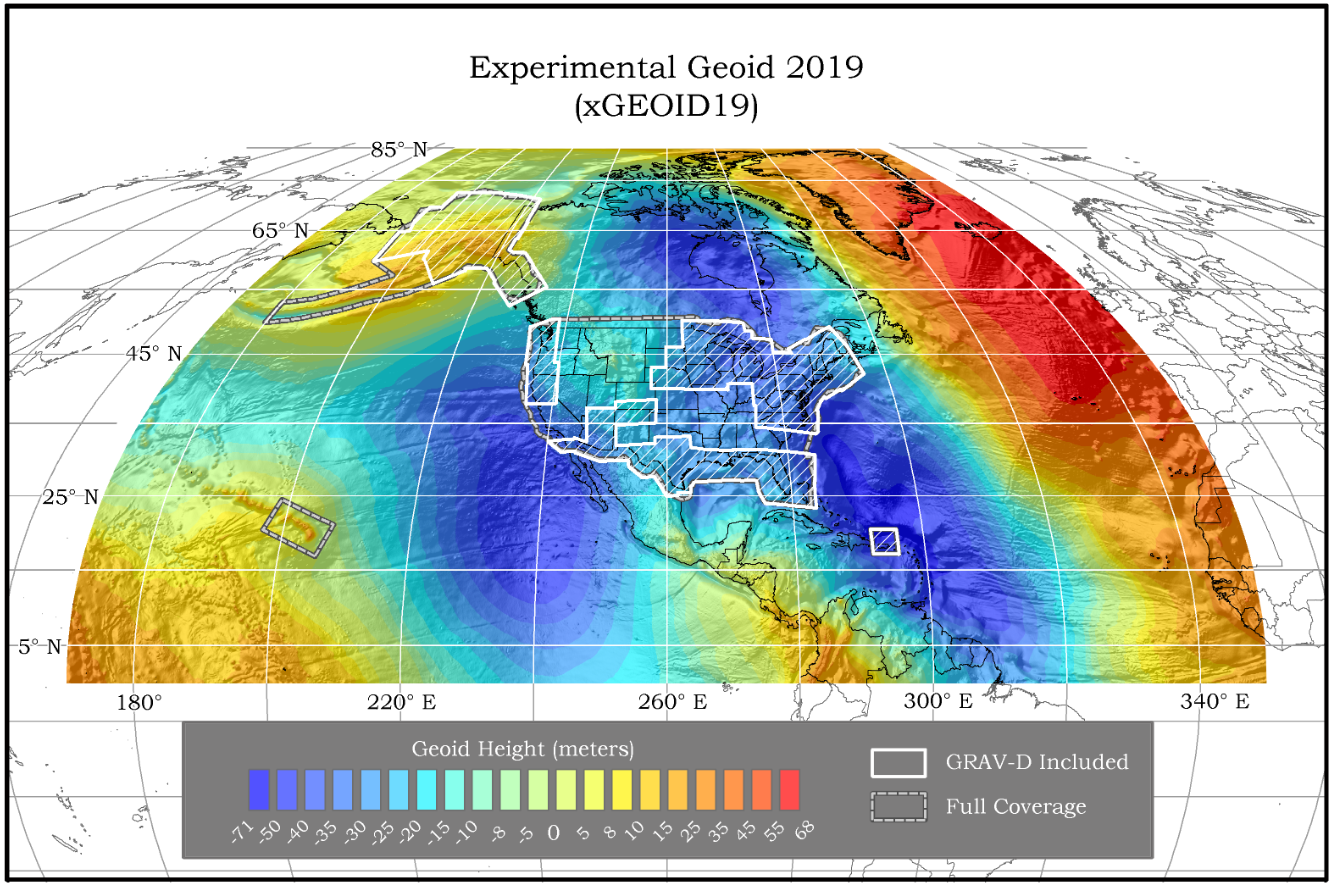 Experimental Geoid 2019
(xGEOID19)
85° N
65° N
45° N
25° N
5° N
180°
220° E
260° E
300° E
340° E
Geoid Height (meters)
-71 -50 -40 -35 -30 -25 -20 -15 -10 -8 -5 0 5 8 10 15 25 35 45 55 68
GRAV-D Included
Full Coverage